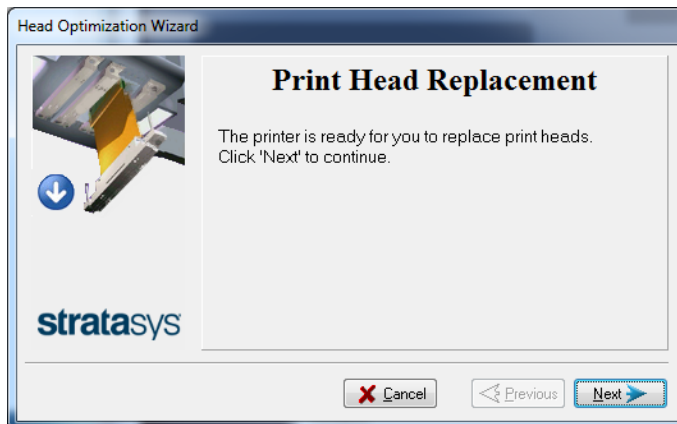 Head Optimization Wizard
Print Head Replacement
The printer is ready for you to replace print heads.
Click 'Next' to continue.
stratasys
Cancel
Previous
Next